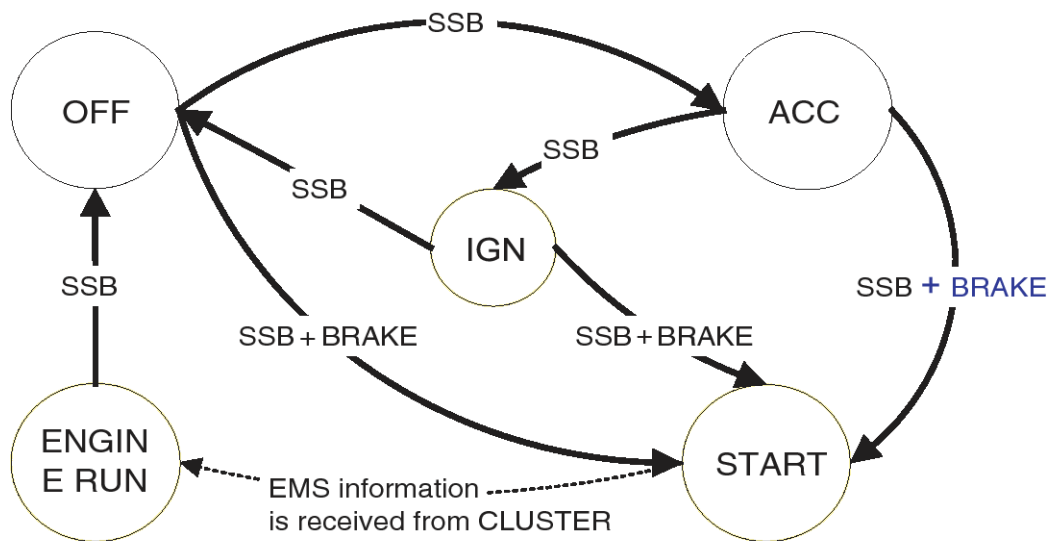 SSB
OFF
ACC
SSB
SSB
IGN
SSB
SSB + BRAKE
SSB + BRAKE
SSB + BRAKE
ENGIN
E RUN
START
EMS information
is received from CLUSTER